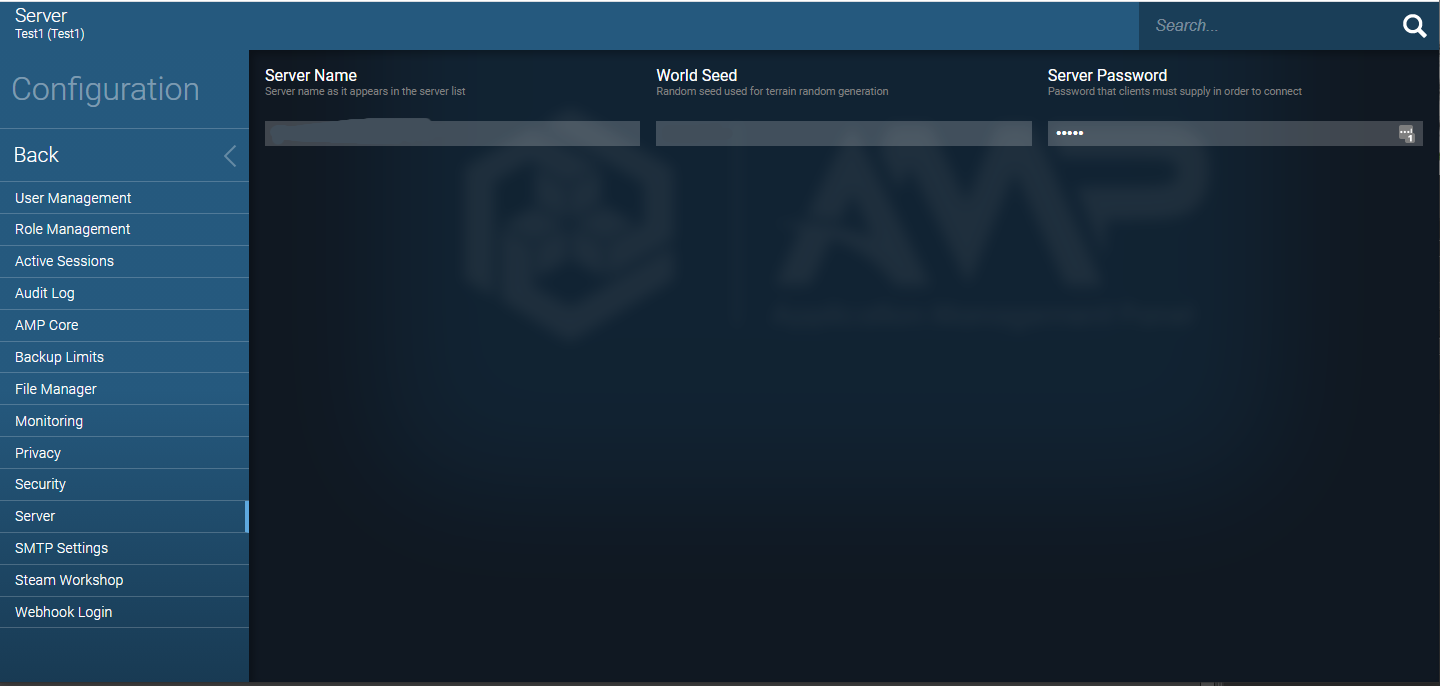 Server
Test1 (Test1)
Search...
Configuration
Back
User Management
Role Management
Active Sessions
Audit Log
AMP Core
Backup Limits
File Manager
Monitoring
Privacy
Security
Server
SMTP Settings
Steam Workshop
Webhook Login
Server Name
Server name as it appears in the server list
World Seed
Random seed used for terrain random generation
Server Password
Password that clients must supply in order to connect
•••••
1
AMP